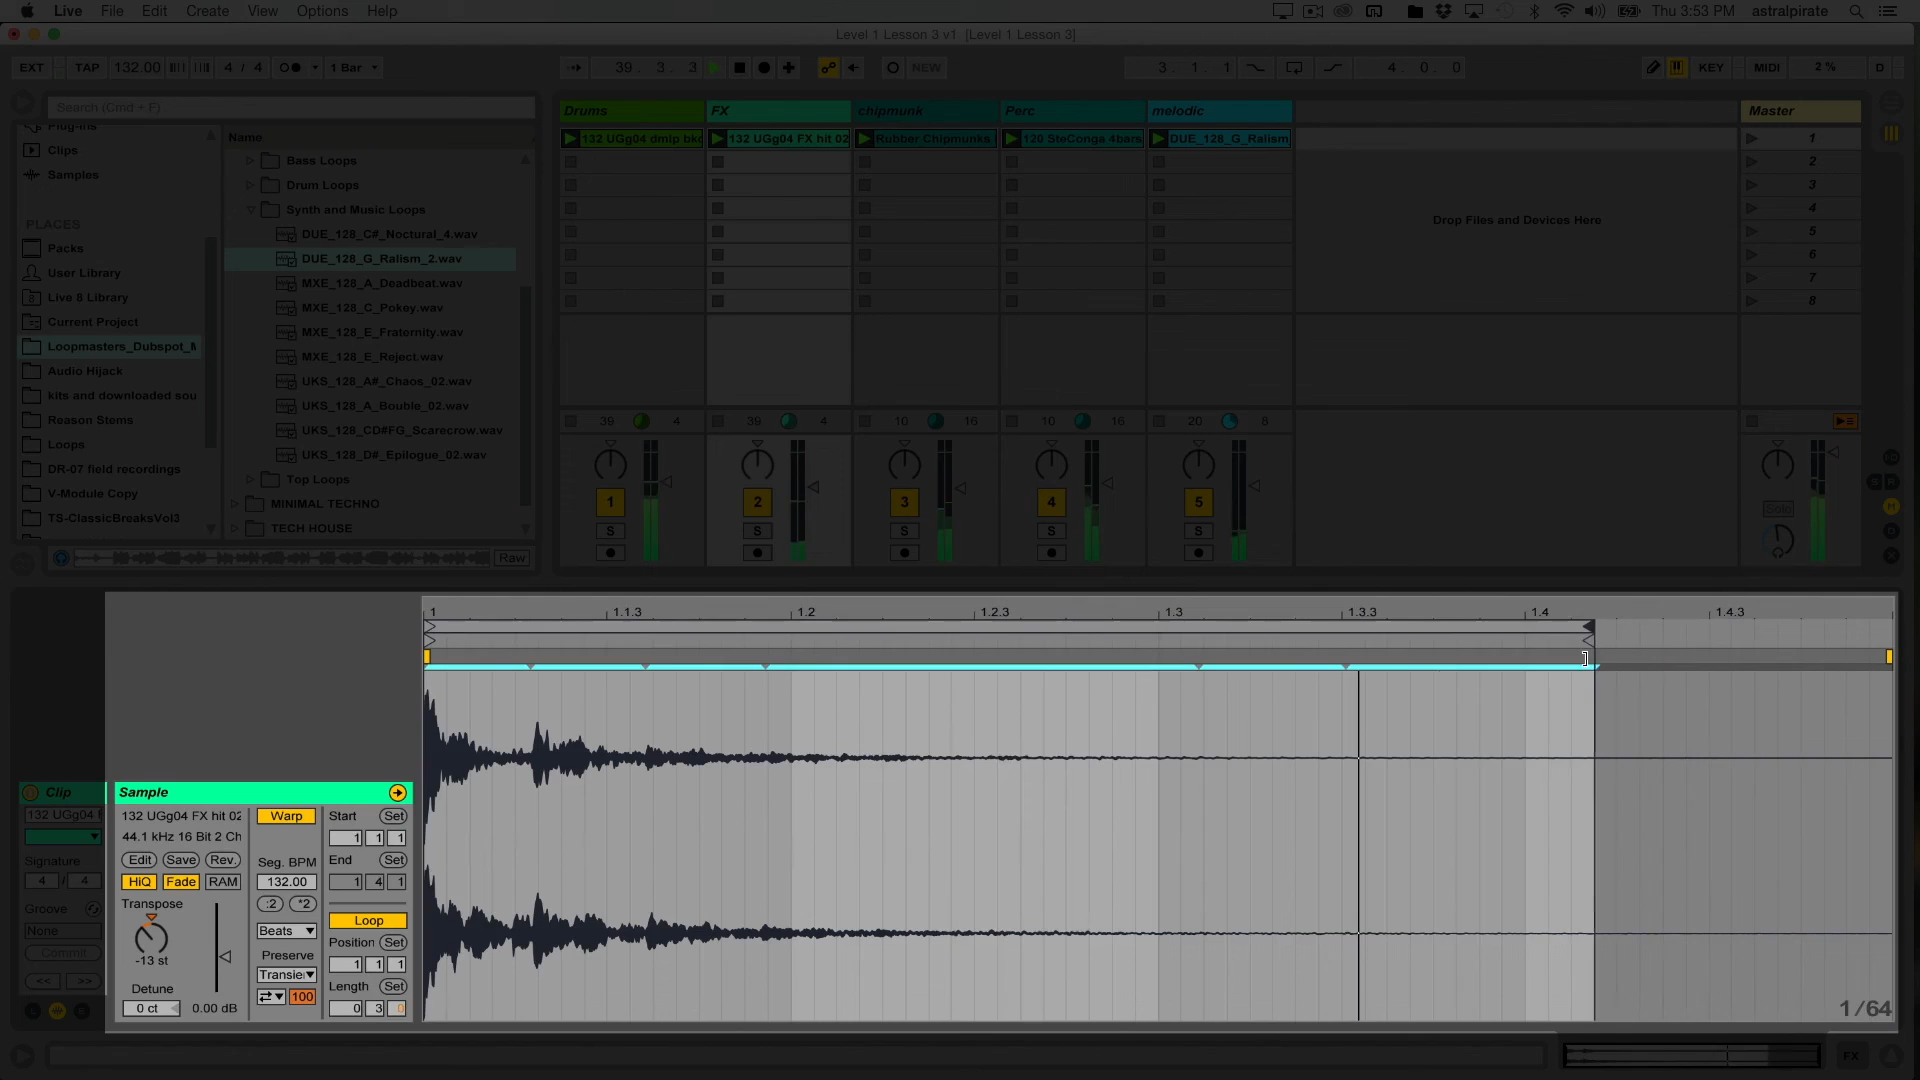 Live File Edit Create View Options Help Thu 3:53 PM astralpirate
Level 1 Lesson 3 v1 [Level 1 Lesson 3]
EXT TAP 132.00 4 / 4 1 Bar 39. 3. 3 NEW 3. 1. 1 4. 0. 0 KEY MIDI 2 % D
Search (Cmd + F)
Plug-ins
Clips
Samples
PLACES
Packs
User Library
Live 8 Library
Current Project
Loopmasters_Dubspot_M
Audio Hijack
kits and downloaded sou
Reason Stems
Loops
DR-07 field recordings
V-Module Copy
TS-ClassicBreaksVol3
Name
Bass Loops
Drum Loops
Synth and Music Loops
DUE_128_C#_Noctural_4.wav
DUE_128_G_Ralism_2.wav
MXE_128_A_Deadbeat.wav
MXE_128_C_Pokey.wav
MXE_128_E_Fraternity.wav
MXE_128_E_Reject.wav
UKS_128_A#_Chaos_02.wav
UKS_128_A_Bouble_02.wav
UKS_128_CD#FG_Scarecrow.wav
UKS_128_D#_Epilogue_02.wav
Top Loops
MINIMAL TECHNO
TECH HOUSE
Raw
Drums FX chipmunk Perc melodic Master
132 UGg04 dmlp bkc 132 UGg04 FX hit 02 Rubber Chipmunks 120 SteConga 4bars DUE_128_G_Ralism 1
2
3
4
5
6
7
8
Drop Files and Devices Here
39 4 39 4 10 16 10 16 20 8
1 2 3 4 5
S S S S S Solo
S R
1 1.1.3 1.2 1.2.3 1.3 1.3.3 1.4 1.4.3
Clip
132 UGg04 F
Signature
4 / 4
Groove
None
Commit
<< >>
L E
Sample
132 UGg04 FX hit 02
44.1 kHz 16 Bit 2 Ch
Edit Save Rev.
HiQ Fade RAM
Transpose
-13 st
Detune
0 ct 0.00 dB
Warp
Seg. BPM
132.00
:2 *2
Beats
Preserve
Transie
100
Start Set
1 1 1
End Set
1 4 1
Loop
Position Set
1 1 1
Length Set
0 3 0
1/64
FX